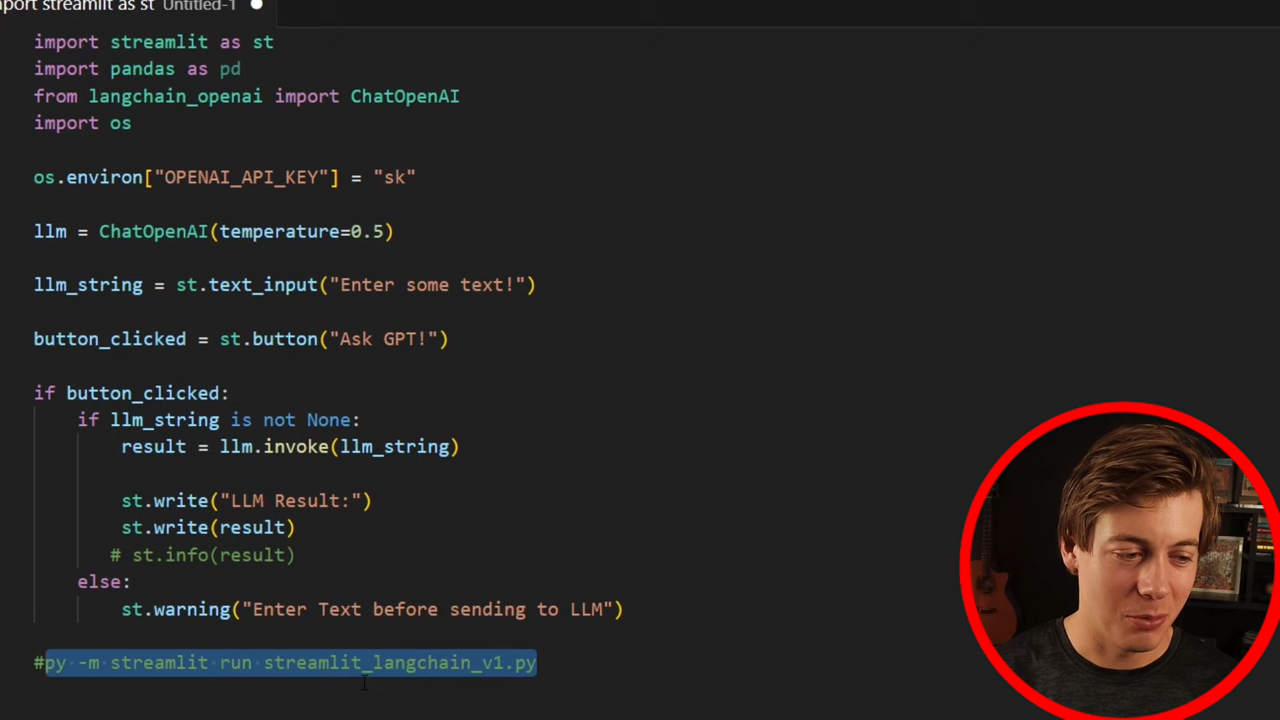 import streamlit as st Untitled-1
import streamlit as st
import pandas as pd
from langchain_openai import ChatOpenAI
import os
os.environ["OPENAI_API_KEY"] = "sk"
llm = ChatOpenAI(temperature=0.5)
llm_string = st.text_input("Enter some text!")
button_clicked = st.button("Ask GPT!")
if button_clicked:
if llm_string is not None:
result = llm.invoke(llm_string)
st.write("LLM Result:")
st.write(result)
# st.info(result)
else:
st.warning("Enter Text before sending to LLM")
#py -m streamlit run streamlit_langchain_v1.py